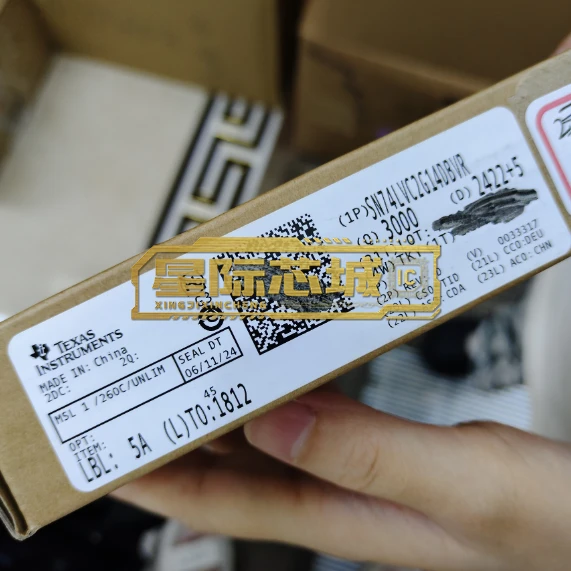 TEXAS
INSTRUMENTS
MADE IN: China
2DC: 2Q:
MSL 1 /260C/UNLIM
SEAL DT
06/11/24
OPT:
ITEM:
45
LBL: 5A (L)TO:1812
(1P)SN74LVC2G14DBVR
(Q) 3000
(D) 2422+5
(V) 0033317
(2P)
(21L) CCO:DEU
(23L) ACO: CHN
星际芯城
IC